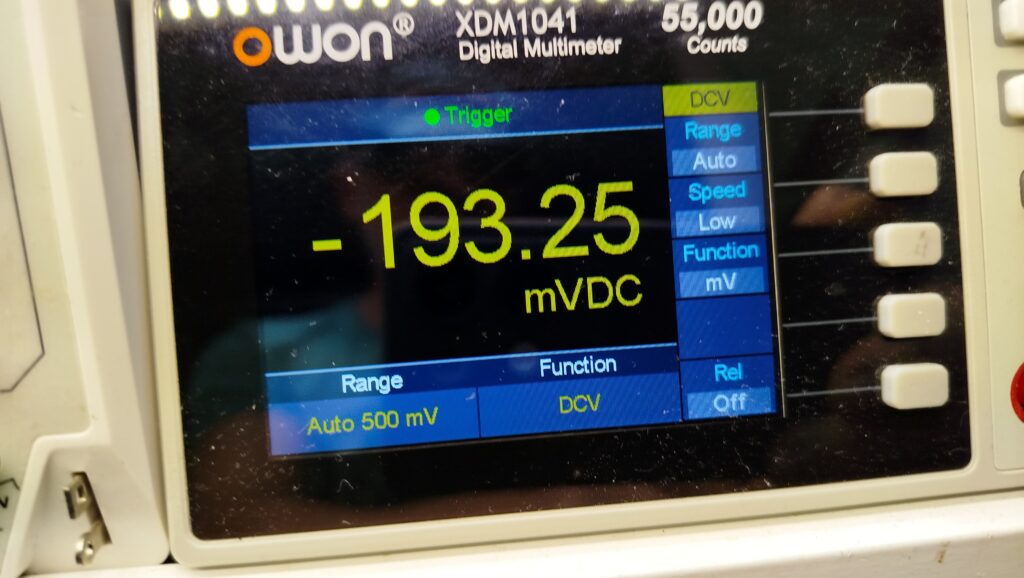 owon® XDM1041 55,000
Digital Multimeter Counts
Trigger
DCV
Range
Auto
Speed
Low
Function
mV
Rel
Off
-193.25
mVDC
Range
Auto 500 mV
Function
DCV